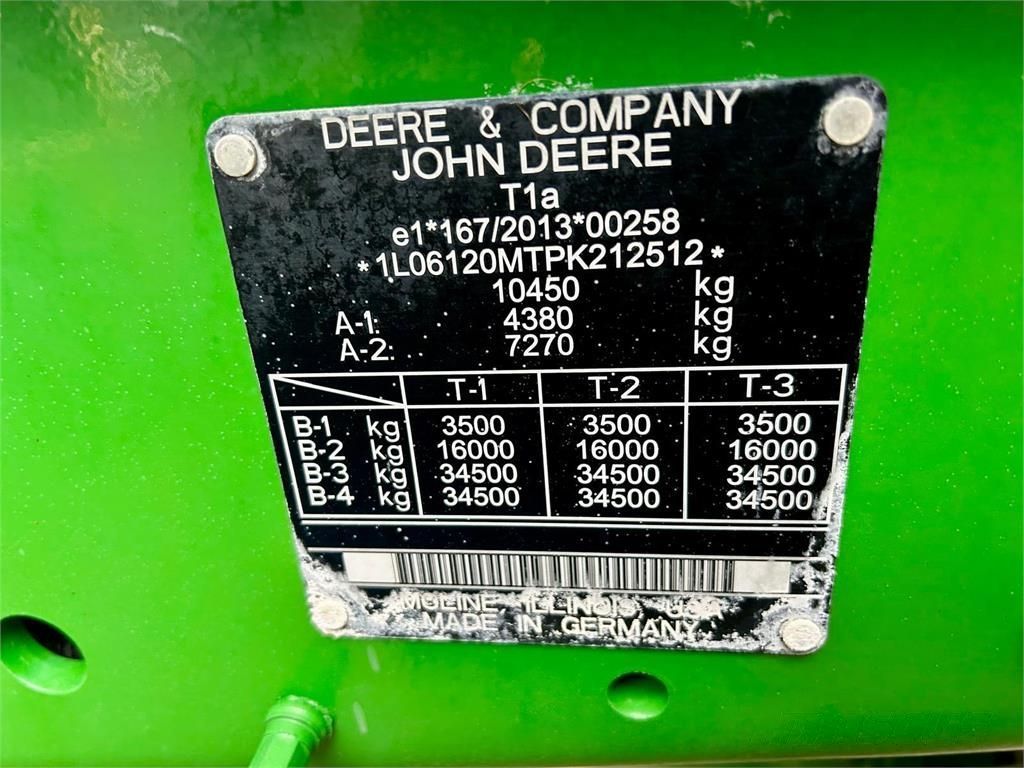 DEERE & COMPANY
JOHN DEERE
T1a
e1*167/2013*00258
*1L06120MTPK212512*
10450 kg
A-1: 4380 kg
A-2: 7270 kg
T-1 T-2 T-3
B-1 kg 3500 3500 3500
B-2 kg 16000 16000 16000
B-3 kg 34500 34500 34500
B-4 kg 34500 34500 34500
MOLINE ILLINOIS USA
MADE IN GERMANY